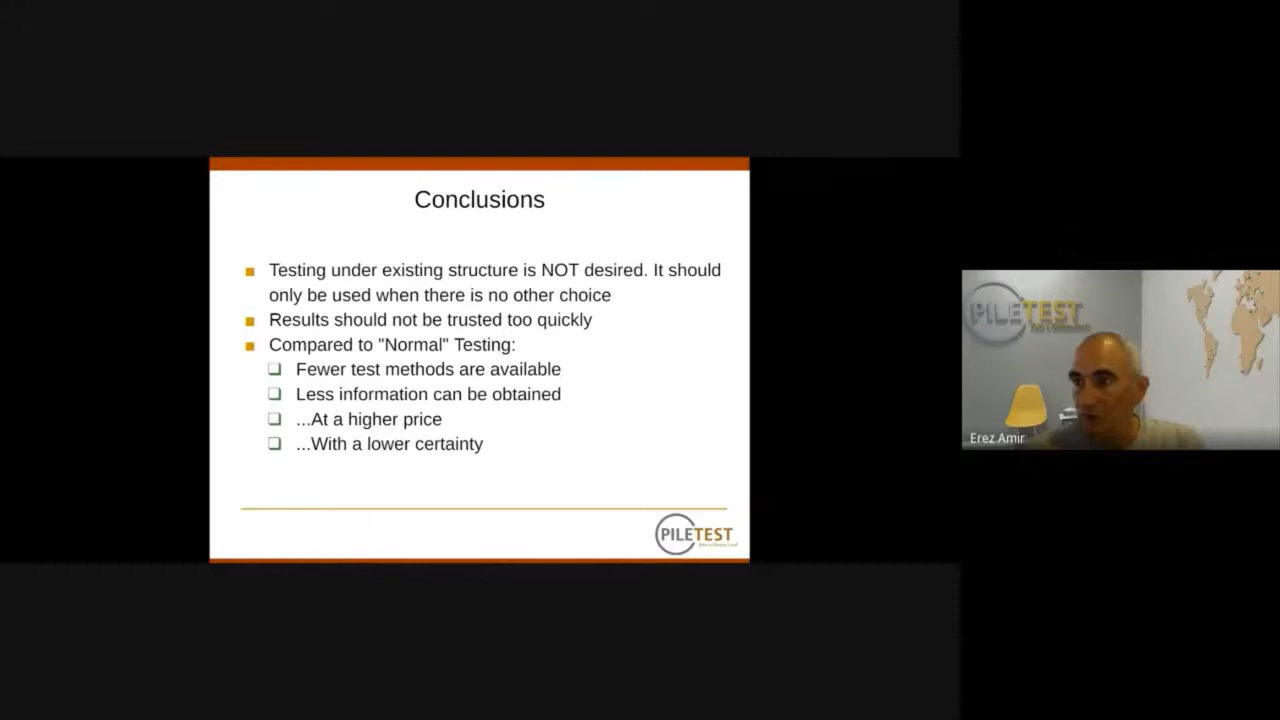 Conclusions
Testing under existing structure is NOT desired. It should
only be used when there is no other choice
Results should not be trusted too quickly
Compared to "Normal" Testing:
Fewer test methods are available
Less information can be obtained
...At a higher price
...With a lower certainty
PILETEST
PILETEST
Erez Amir